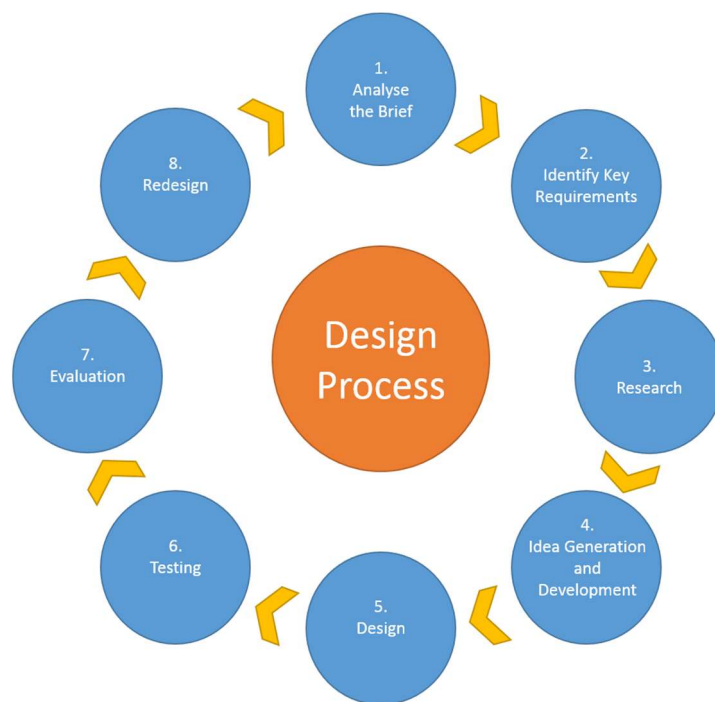 1.
Analyse
the Brief
2.
Identify Key
Requirements
3.
Research
4.
Idea Generation
and
Development
5.
Design
6.
Testing
7.
Evaluation
8.
Redesign
Design
Process